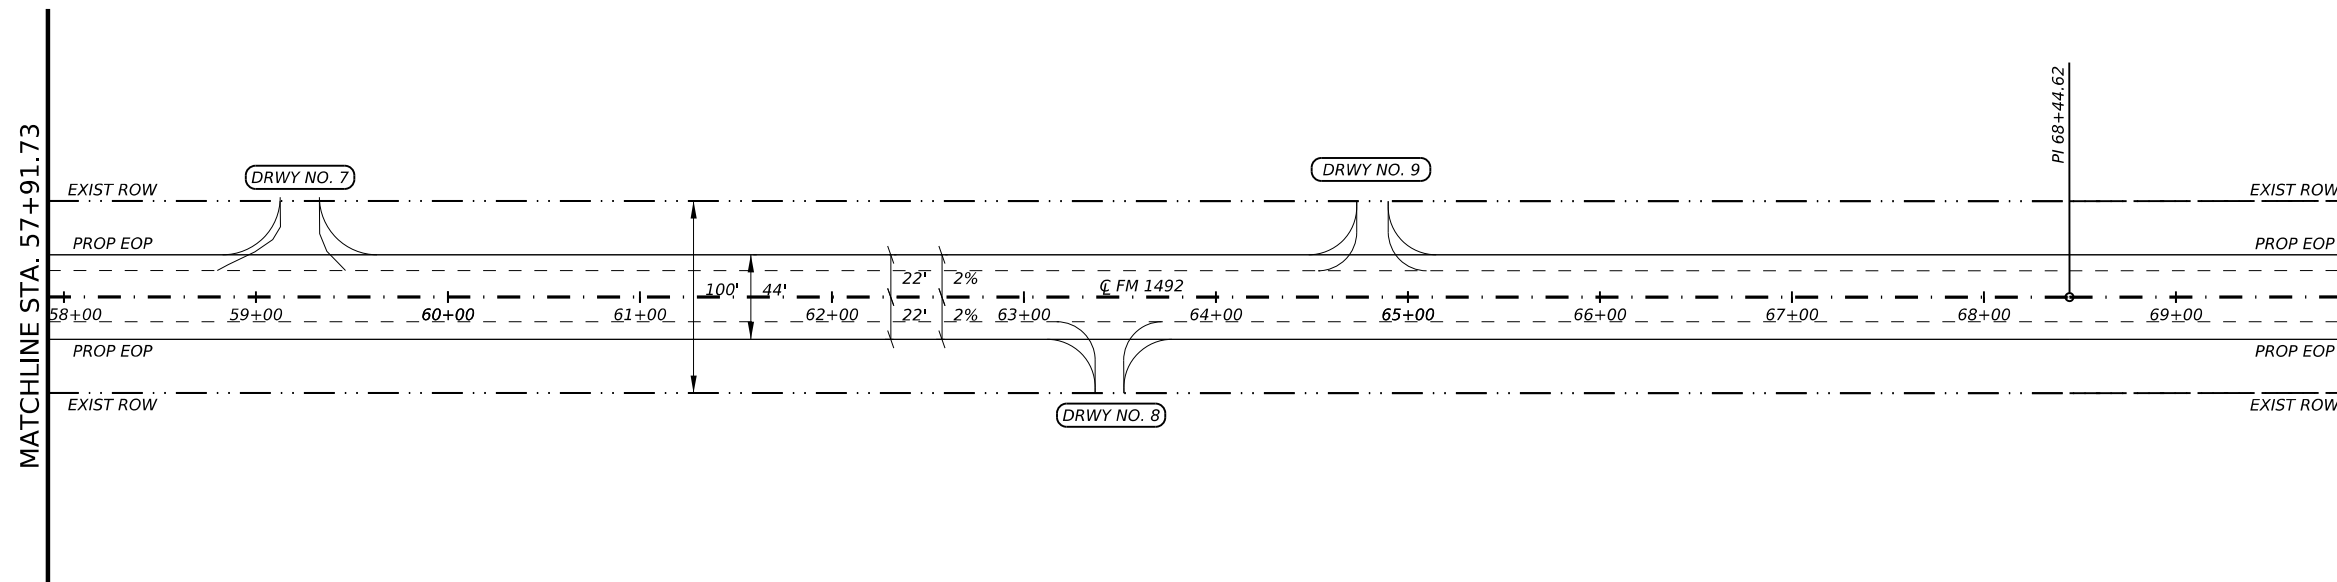 MATCHLINE STA. 57+91.73
PI 68+44.62
DRWY NO. 7
DRWY NO. 9
EXIST ROW
EXIST ROW
PROP EOP
PROP EOP
22'
2%
100'
44'
℄ FM 1492
58+00
59+00
60+00
61+00
62+00
22'
2%
63+00
64+00
65+00
66+00
67+00
68+00
69+00
PROP EOP
PROP EOP
EXIST ROW
EXIST ROW
DRWY NO. 8